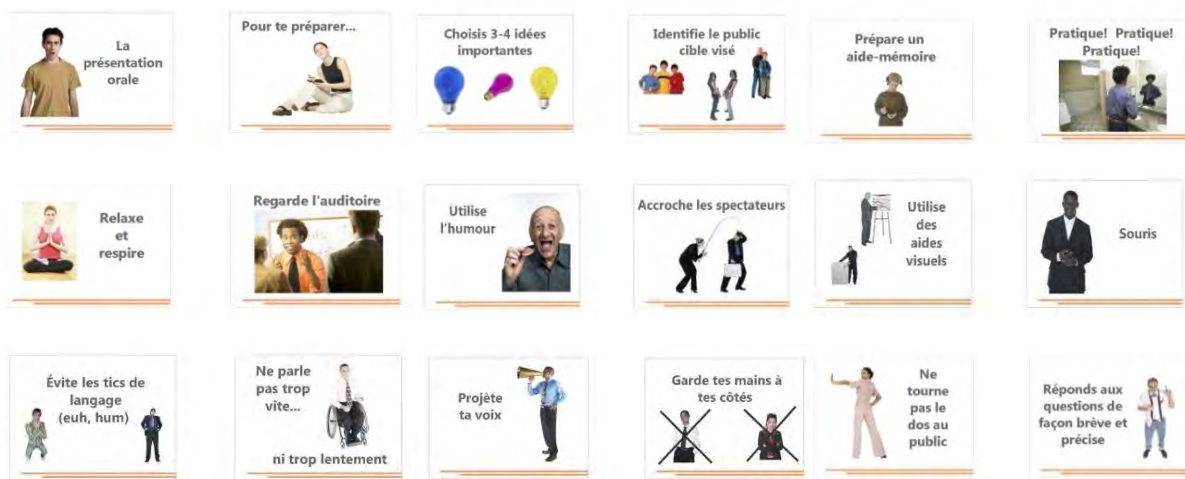 La
présentation
orale
Pour te préparer...
Choisis 3-4 idées
importantes
Identifie le public
cible visé
Prépare un
aide-mémoire
Pratique! Pratique!
Pratique!
Relaxe
et
respire
Regarde l'auditoire
Utilise
l'humour
Accroche les spectateurs
Utilise
des
aides
visuels
Souris
Évite les tics de
langage
(euh, hum)
Ne parle
pas trop
vite...
ni trop lentement
Projète
ta voix
Garde tes mains à
tes côtés
Ne
tourne
pas le
dos au
public
Réponds aux
questions de
façon brève et
précise